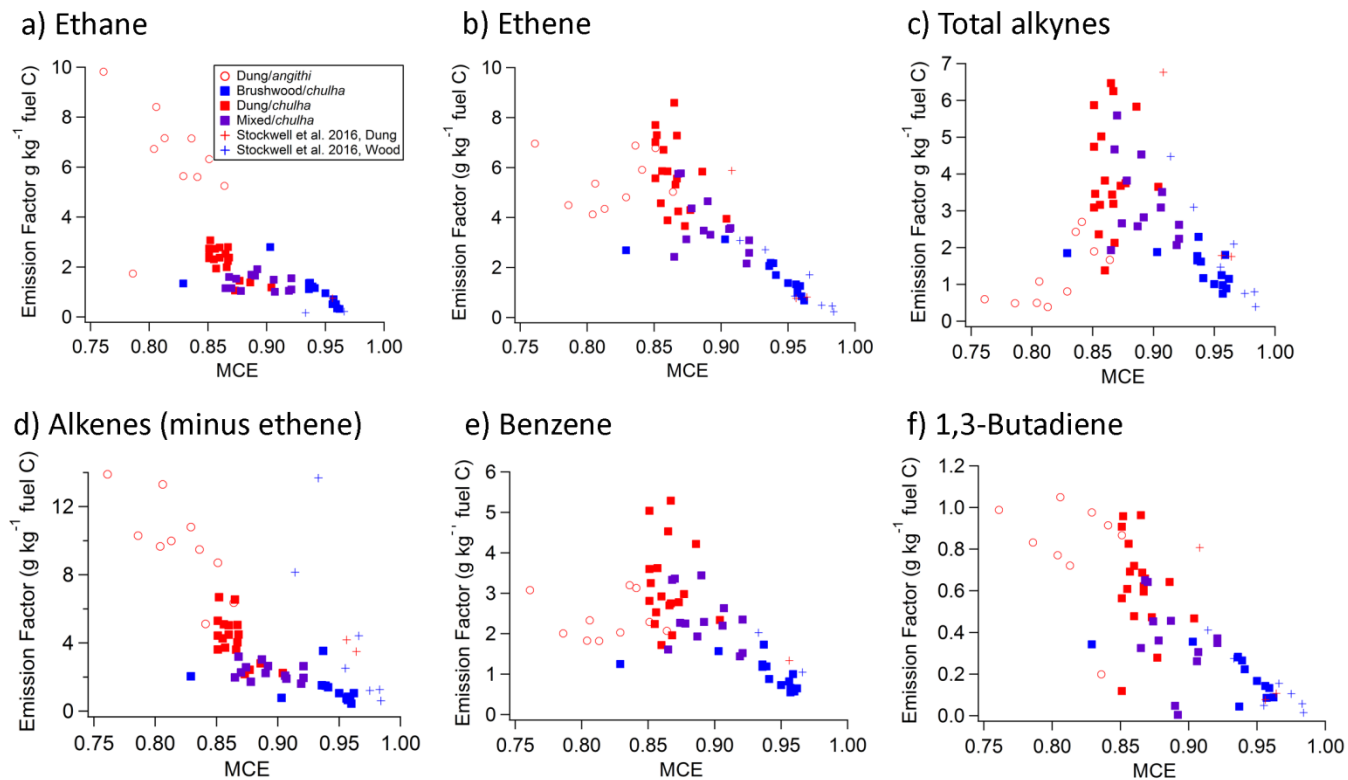 a) Ethane
Emission Factor g kg⁻¹ fuel C)
10
8
6
4
2
0
0.75 0.80 0.85 0.90 0.95 1.00
MCE
Dung/angithi
Brushwood/chulha
Dung/chulha
Mixed/chulha
Stockwell et al. 2016, Dung
Stockwell et al. 2016, Wood
b) Ethene
Emission Factor (g kg⁻¹ fuel C)
10
8
6
4
2
0
0.75 0.80 0.85 0.90 0.95 1.00
MCE
c) Total alkynes
Emission Factor g kg⁻¹ fuel C)
7
6
5
4
3
2
1
0
0.75 0.80 0.85 0.90 0.95 1.00
MCE
d) Alkenes (minus ethene)
Emission Factor (g kg⁻¹ fuel C)
12
8
4
0
0.75 0.80 0.85 0.90 0.95 1.00
MCE
e) Benzene
Emission Factor (g kg⁻¹ fuel C)
6
5
4
3
2
1
0
0.75 0.80 0.85 0.90 0.95 1.00
MCE
f) 1,3-Butadiene
Emission Factor (g kg⁻¹ fuel C)
1.2
1.0
0.8
0.6
0.4
0.2
0.0
0.75 0.80 0.85 0.90 0.95 1.00
MCE